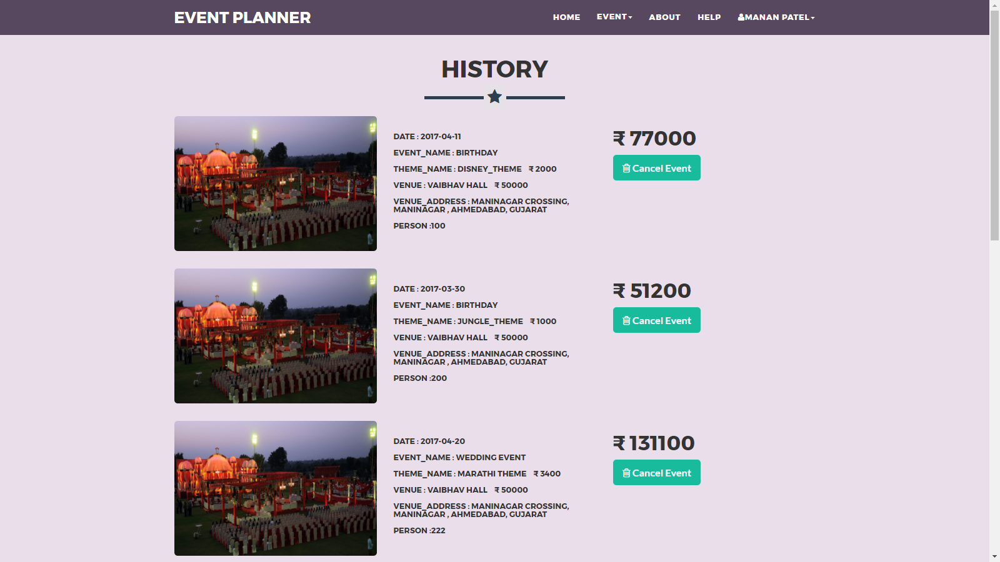 EVENT PLANNER
HOME
EVENT
ABOUT
HELP
MANAN PATEL
HISTORY
DATE : 2017-04-11
EVENT_NAME : BIRTHDAY
THEME_NAME : DISNEY_THEME ₹ 2000
VENUE : VAIBHAV HALL ₹ 50000
VENUE_ADDRESS : MANINAGAR CROSSING,
MANINAGAR , AHMEDABAD, GUJARAT
PERSON :100
₹ 77000
Cancel Event
DATE : 2017-03-30
EVENT_NAME : BIRTHDAY
THEME_NAME : JUNGLE_THEME ₹ 1000
VENUE : VAIBHAV HALL ₹ 50000
VENUE_ADDRESS : MANINAGAR CROSSING,
MANINAGAR , AHMEDABAD, GUJARAT
PERSON :200
₹ 51200
Cancel Event
DATE : 2017-04-20
EVENT_NAME : WEDDING EVENT
THEME_NAME : MARATHI THEME ₹ 3400
VENUE : VAIBHAV HALL ₹ 50000
VENUE_ADDRESS : MANINAGAR CROSSING,
MANINAGAR , AHMEDABAD, GUJARAT
PERSON :222
₹ 131100
Cancel Event